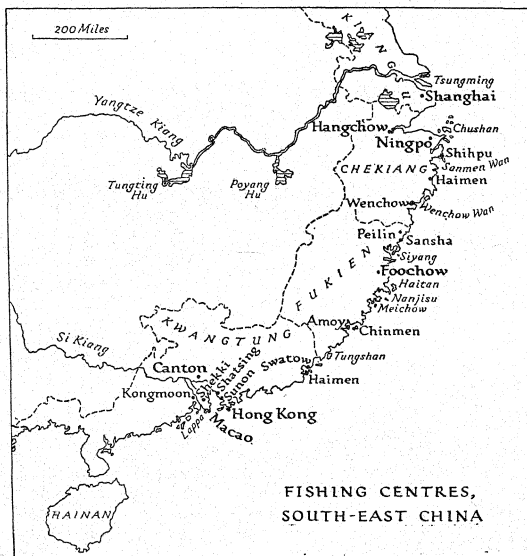 200 Miles
KIANGSU
Tsungming
Shanghai
Yangtze Kiang
Hangchow
Chushan
Ningpo
Shihpu
Sanmen Wan
CHEKIANG
Haimen
Tungting
Hu
Poyang
Hu
Wenchow
Wenchow Wan
Peilin
Sansha
Siyang
Foochow
FUKIEN
Haitan
Nanjisu
Meichow
KWANGTUNG
Amoy
Chinmen
Si Kiang
Tungshan
Swatow
Canton
Shekki
Shatsing
Sunon
Haimen
Kongmoon
Lappa
Hong Kong
Macao
HAINAN
FISHING CENTRES,
SOUTH-EAST CHINA